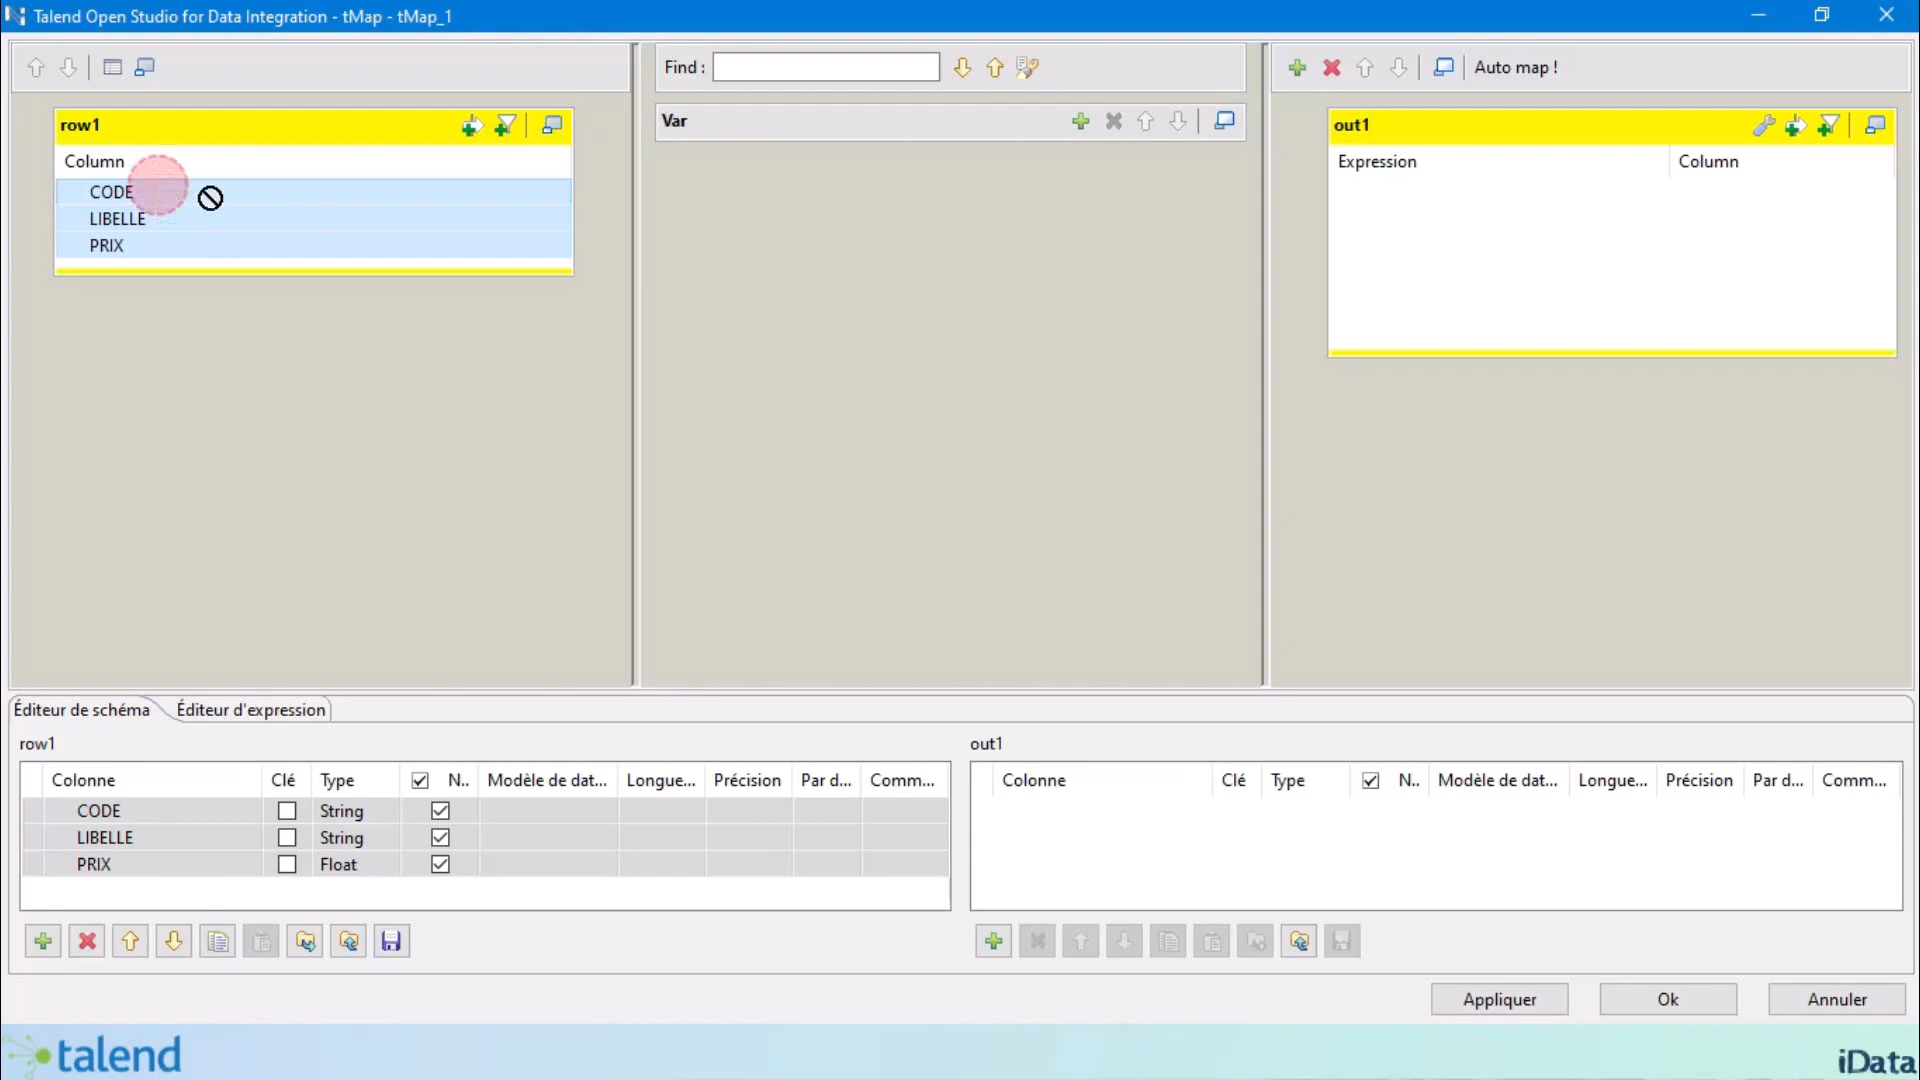 Talend Open Studio for Data Integration - tMap - tMap_1
Find :
Auto map !
row1
Column
CODE
LIBELLE
PRIX
Var
out1
Expression Column
Éditeur de schéma Éditeur d'expression
row1
Colonne Clé Type N.. Modèle de dat... Longue... Précision Par d... Comm...
CODE String
LIBELLE String
PRIX Float
out1
Colonne Clé Type N.. Modèle de dat... Longue... Précision Par d... Comm...
Appliquer Ok Annuler
talend
iData